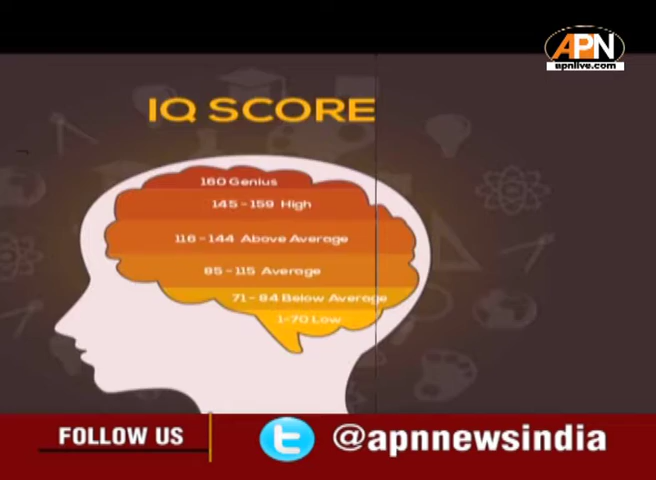 APN
apnlive.com
IQ SCORE
160 Genius
145 - 159 High
116 - 144 Above Average
85 - 115 Average
71 - 84 Below Average
1-70 Low
FOLLOW US
@apnnewsindia